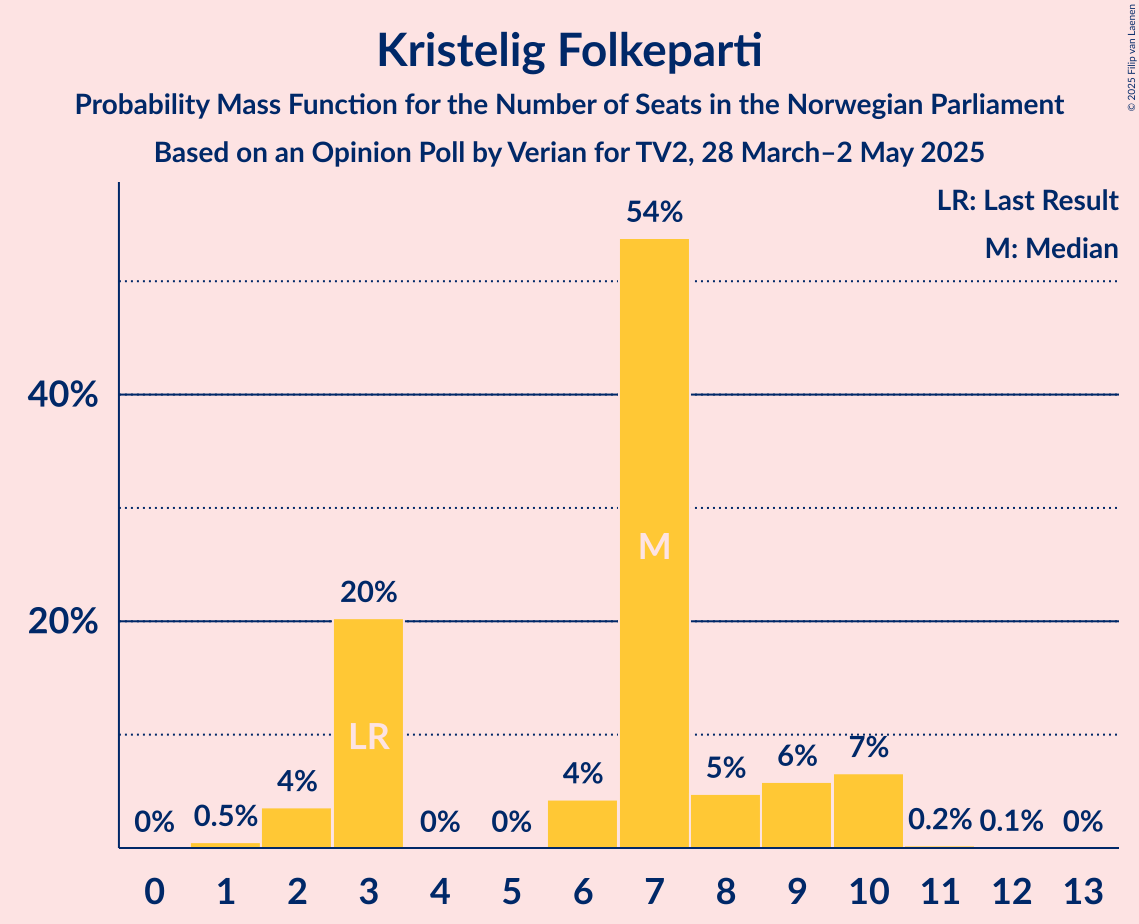 Kristelig Folkeparti
Probability Mass Function for the Number of Seats in the Norwegian Parliament
Based on an Opinion Poll by Verian for TV2, 28 March–2 May 2025
© 2025 Filip van Laenen
LR: Last Result
M: Median
54%
40%
M
20%
20%
LR
7%
6%
5%
4%
4%
0.5%
0%
0%
0%
0.2%
0.1%
0%
0 1 2 3 4 5 6 7 8 9 10 11 12 13